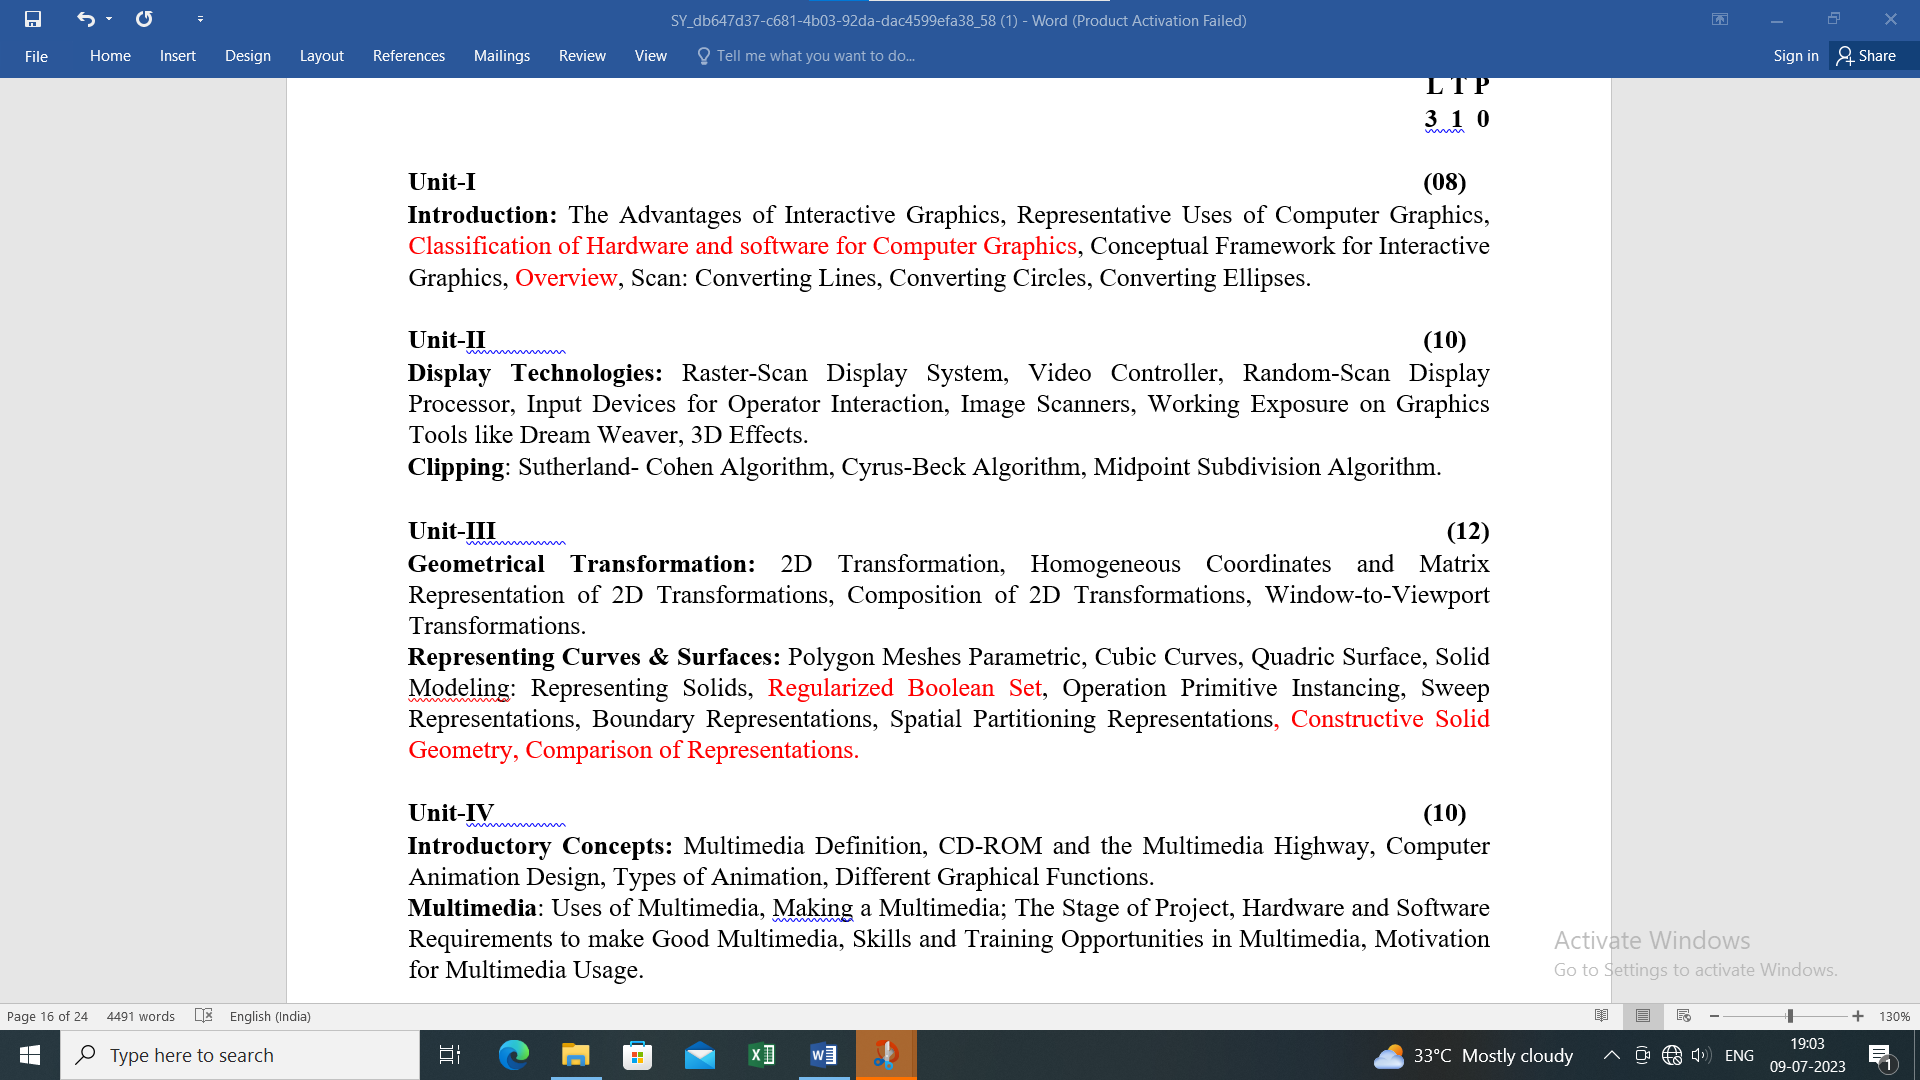 SY_db647d37-c681-4b03-92da-dac4599efa38_58 (1) - Word (Product Activation Failed)
File Home Insert Design Layout References Mailings Review View Tell me what you want to do... Sign in Share
L T P
3 1 0
Unit-I (08)
Introduction: The Advantages of Interactive Graphics, Representative Uses of Computer Graphics,
Classification of Hardware and software for Computer Graphics, Conceptual Framework for Interactive
Graphics, Overview, Scan: Converting Lines, Converting Circles, Converting Ellipses.
Unit-II (10)
Display Technologies: Raster-Scan Display System, Video Controller, Random-Scan Display
Processor, Input Devices for Operator Interaction, Image Scanners, Working Exposure on Graphics
Tools like Dream Weaver, 3D Effects.
Clipping: Sutherland- Cohen Algorithm, Cyrus-Beck Algorithm, Midpoint Subdivision Algorithm.
Unit-III (12)
Geometrical Transformation: 2D Transformation, Homogeneous Coordinates and Matrix
Representation of 2D Transformations, Composition of 2D Transformations, Window-to-Viewport
Transformations.
Representing Curves & Surfaces: Polygon Meshes Parametric, Cubic Curves, Quadric Surface, Solid
Modeling: Representing Solids, Regularized Boolean Set, Operation Primitive Instancing, Sweep
Representations, Boundary Representations, Spatial Partitioning Representations, Constructive Solid
Geometry, Comparison of Representations.
Unit-IV (10)
Introductory Concepts: Multimedia Definition, CD-ROM and the Multimedia Highway, Computer
Animation Design, Types of Animation, Different Graphical Functions.
Multimedia: Uses of Multimedia, Making a Multimedia; The Stage of Project, Hardware and Software
Requirements to make Good Multimedia, Skills and Training Opportunities in Multimedia, Motivation
for Multimedia Usage.
Activate Windows
Go to Settings to activate Windows.
Page 16 of 24 4491 words English (India) 130%
Type here to search 33°C Mostly cloudy ENG 19:03
09-07-2023 1